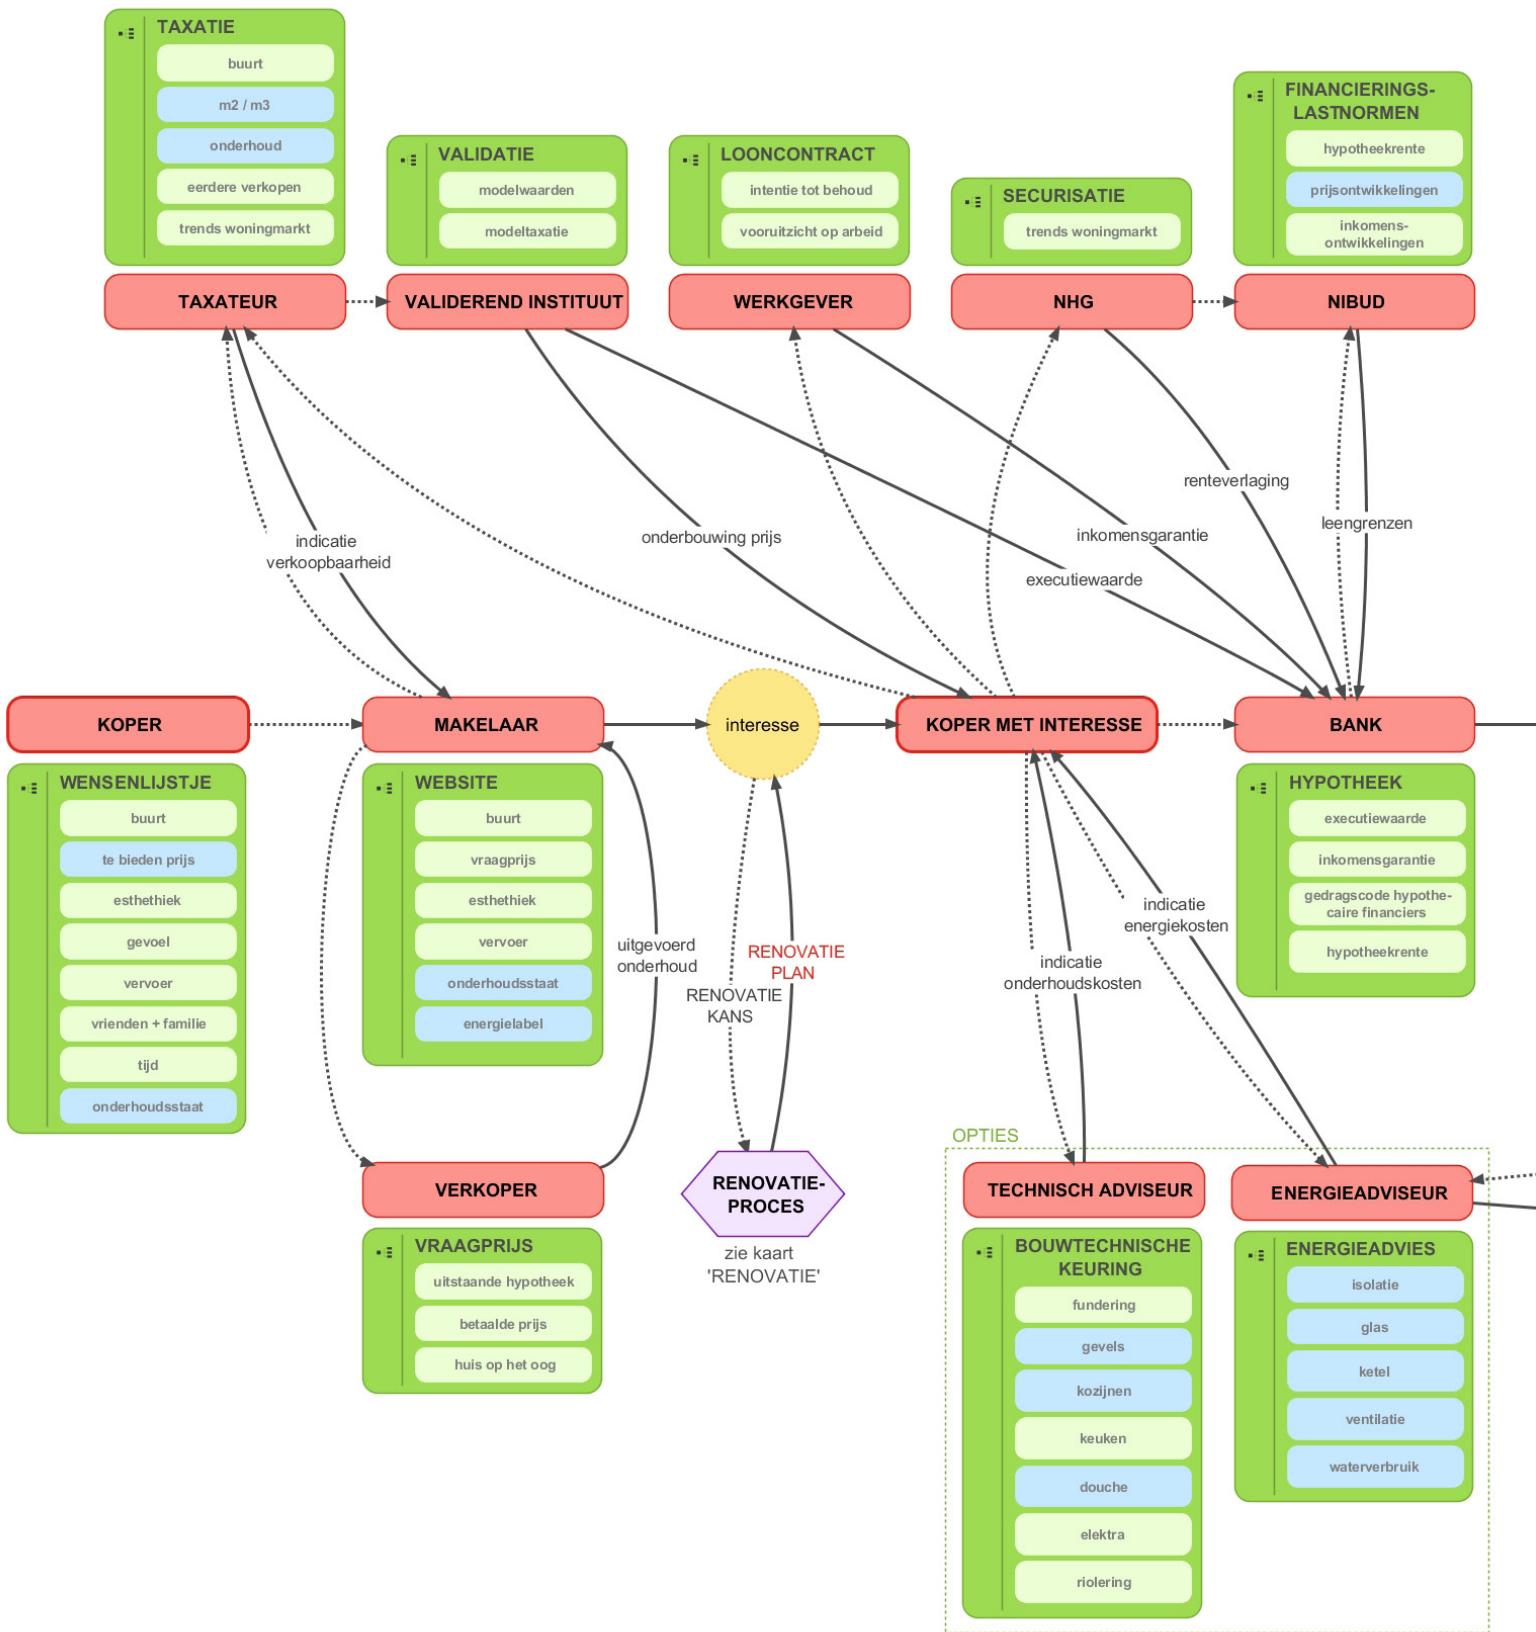 TAXATIE
buurt
m2 / m3
onderhoud
eerdere verkopen
trends woningmarkt
VALIDATIE
modelwaarden
modeltaxatie
LOONCONTRACT
intentie tot behoud
vooruitzicht op arbeid
SECURISATIE
trends woningmarkt
FINANCIERINGS-
LASTNORMEN
hypotheekrente
prijsontwikkelingen
inkomens-
ontwikkelingen
TAXATEUR
VALIDEREND INSTITUUT
WERKGEVER
NHG
NIBUD
indicatie
verkoopbaarheid
onderbouwing prijs
executiewaarde
inkomensgarantie
renteverlaging
leengrenzen
KOPER
MAKELAAR
interesse
KOPER MET INTERESSE
BANK
WENSENLIJSTJE
buurt
te bieden prijs
esthethiek
gevoel
vervoer
vrienden + familie
tijd
onderhoudsstaat
WEBSITE
buurt
vraagprijs
esthethiek
vervoer
onderhoudsstaat
energielabel
uitgevoerd
onderhoud
RENOVATIE
PLAN
RENOVATIE
KANS
indicatie
onderhoudskosten
indicatie
energiekosten
HYPOTHEEK
executiewaarde
inkomensgarantie
gedragscode hypothe-
caire financiers
hypotheekrente
VERKOPER
VRAAGPRIJS
uitstaande hypotheek
betaalde prijs
huis op het oog
RENOVATIE-
PROCES
zie kaart
'RENOVATIE'
OPTIES
TECHNISCH ADVISEUR
BOUWTECHNISCHE
KEURING
fundering
gevels
kozijnen
keuken
douche
elektra
riolering
ENERGIEADVISEUR
ENERGIEADVIES
isolatie
glas
ketel
ventilatie
waterverbruik